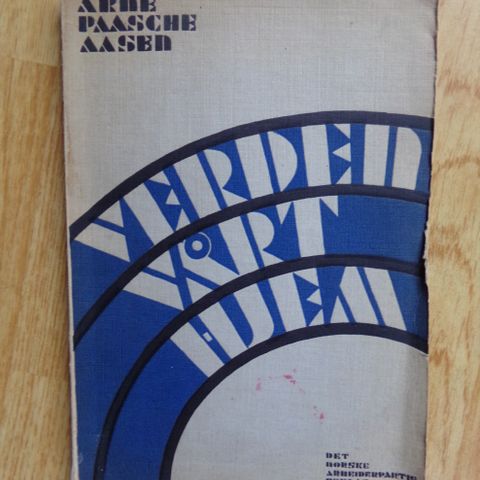 ARNE
PAASCHE
AASEN
VERDEN
VÅRT
HJEM
DET
NORSKE
ARBEIDERPARTIS